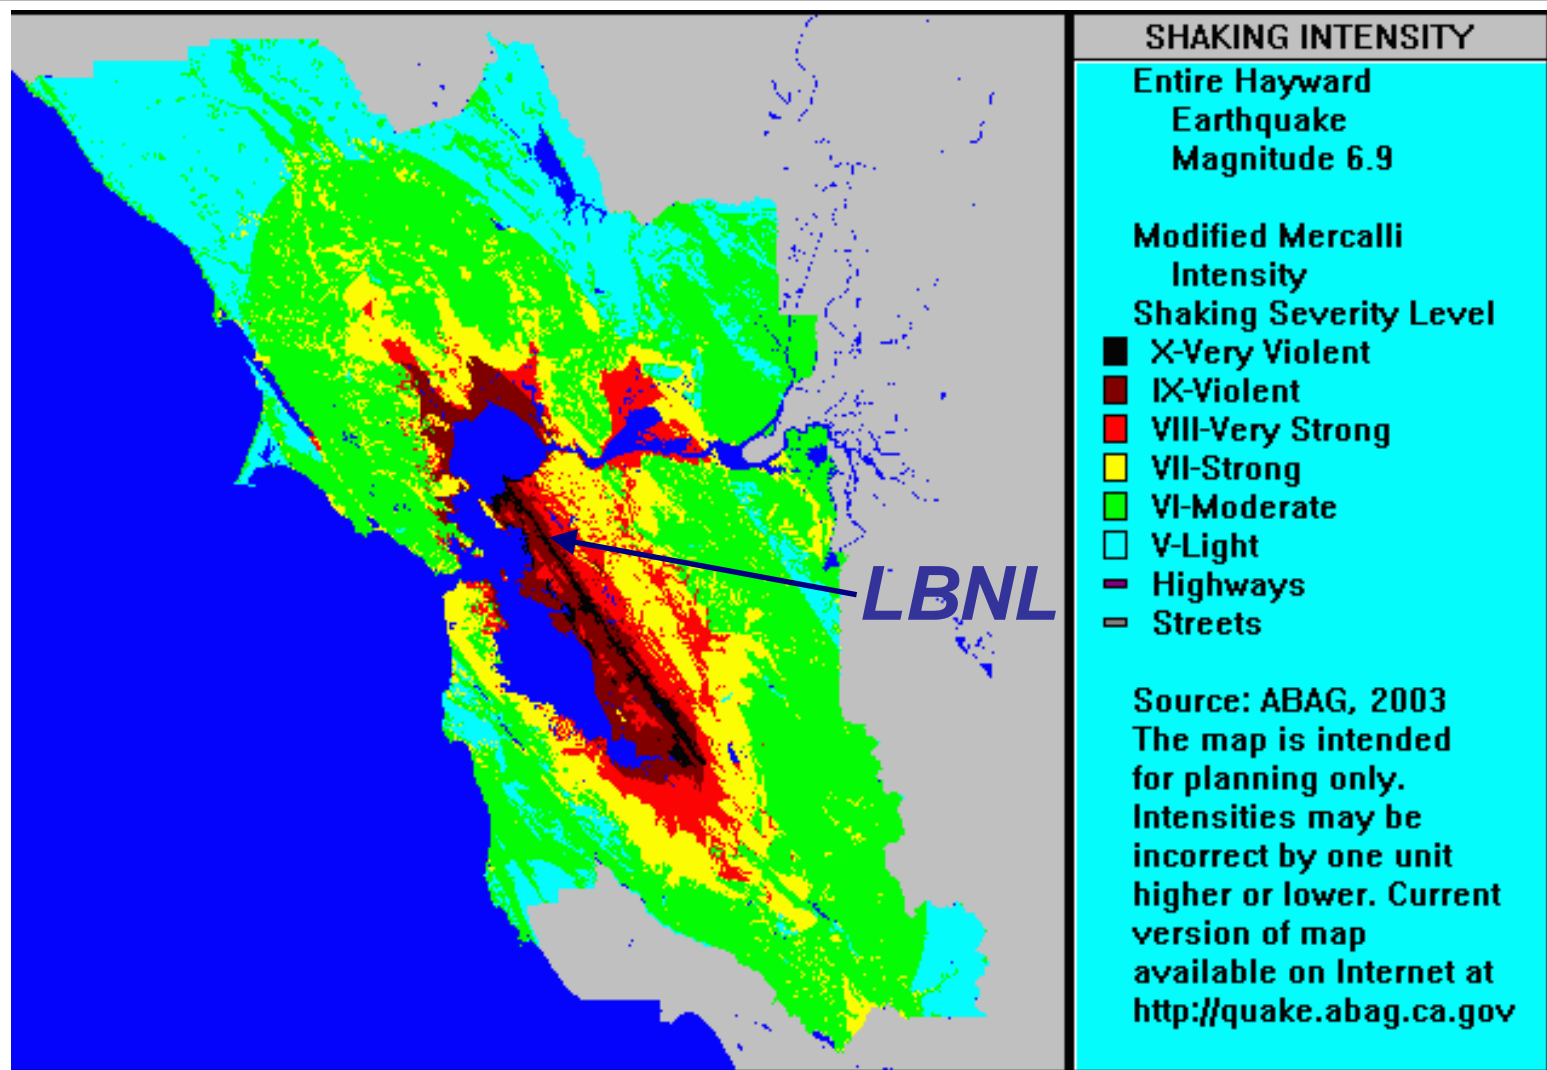 SHAKING INTENSITY
Entire Hayward
Earthquake
Magnitude 6.9
Modified Mercalli
Intensity
Shaking Severity Level
X-Very Violent
IX-Violent
VIII-Very Strong
VII-Strong
VI-Moderate
V-Light
Highways
Streets
LBNL
Source: ABAG, 2003
The map is intended
for planning only.
Intensities may be
incorrect by one unit
higher or lower. Current
version of map
available on Internet at
http://quake.abag.ca.gov